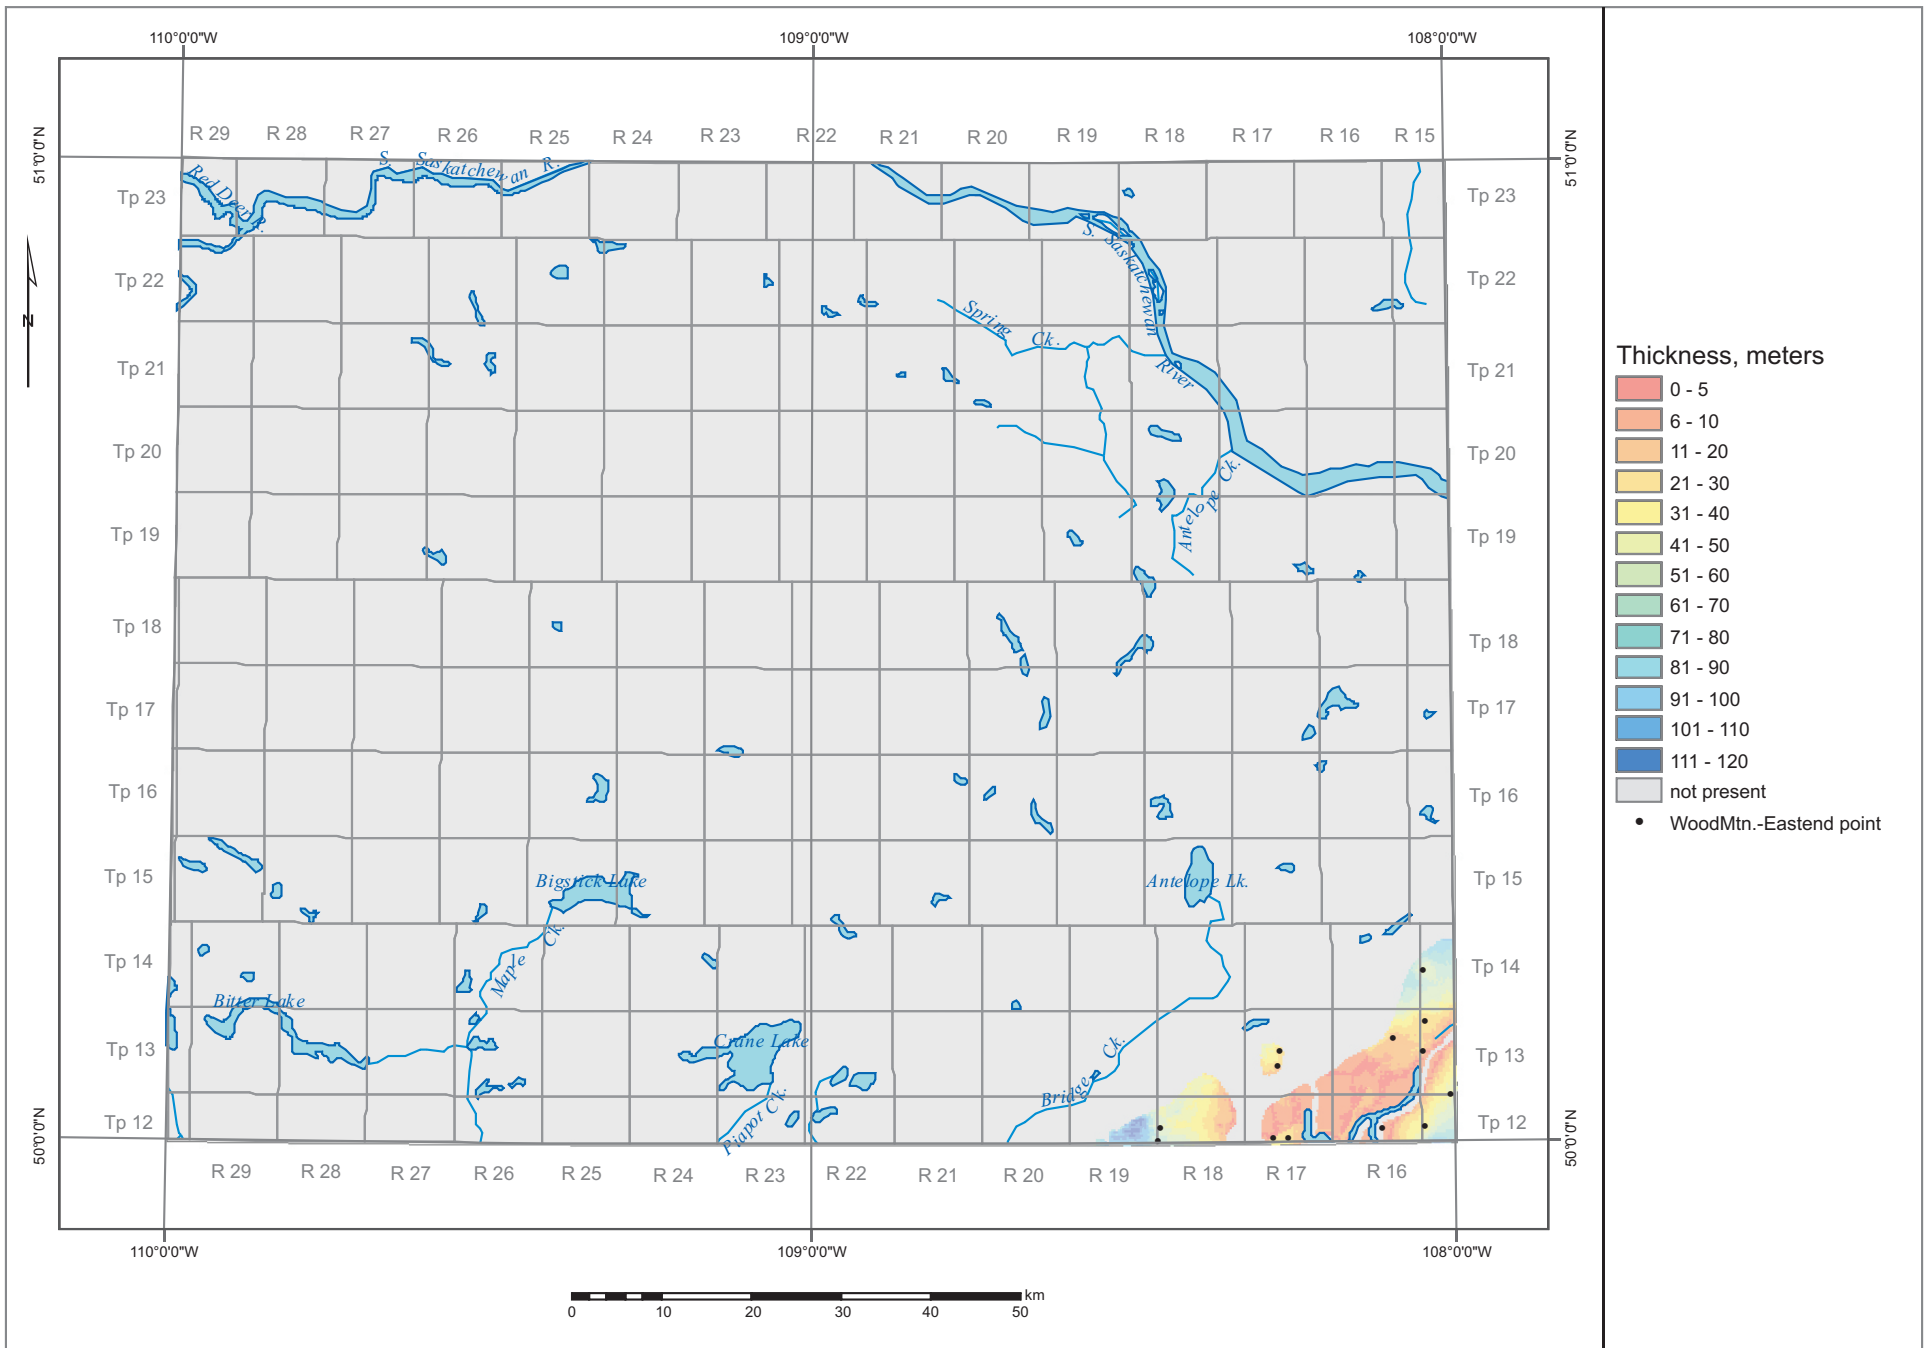 110°0'0"W 109°0'0"W 108°0'0"W
51°0'0"N 51°0'0"N
R 29 R 28 R 27 R 26 R 25 R 24 R 23 R 22 R 21 R 20 R 19 R 18 R 17 R 16 R 15
S. Saskatchewan R.
Red Deer R.
Tp 23 Tp 23
S. Saskatchewan River
Tp 22 Tp 22
N
Spring Ck.
Tp 21 Tp 21
Tp 20 Tp 20
Antelope Ck.
Tp 19 Tp 19
Tp 18 Tp 18
Tp 17 Tp 17
Tp 16 Tp 16
Tp 15 Tp 15
Bigstick Lake
Antelope Lk.
Maple Ck.
Tp 14 Tp 14
Bitter Lake
Crane Lake
Tp 13 Tp 13
Bridge Ck.
Piapot Ck.
Tp 12 Tp 12
50°0'0"N 50°0'0"N
R 29 R 28 R 27 R 26 R 25 R 24 R 23 R 22 R 21 R 20 R 19 R 18 R 17 R 16
110°0'0"W 109°0'0"W 108°0'0"W
km
0 10 20 30 40 50
Thickness, meters
0 - 5
6 - 10
11 - 20
21 - 30
31 - 40
41 - 50
51 - 60
61 - 70
71 - 80
81 - 90
91 - 100
101 - 110
111 - 120
not present
WoodMtn.-Eastend point